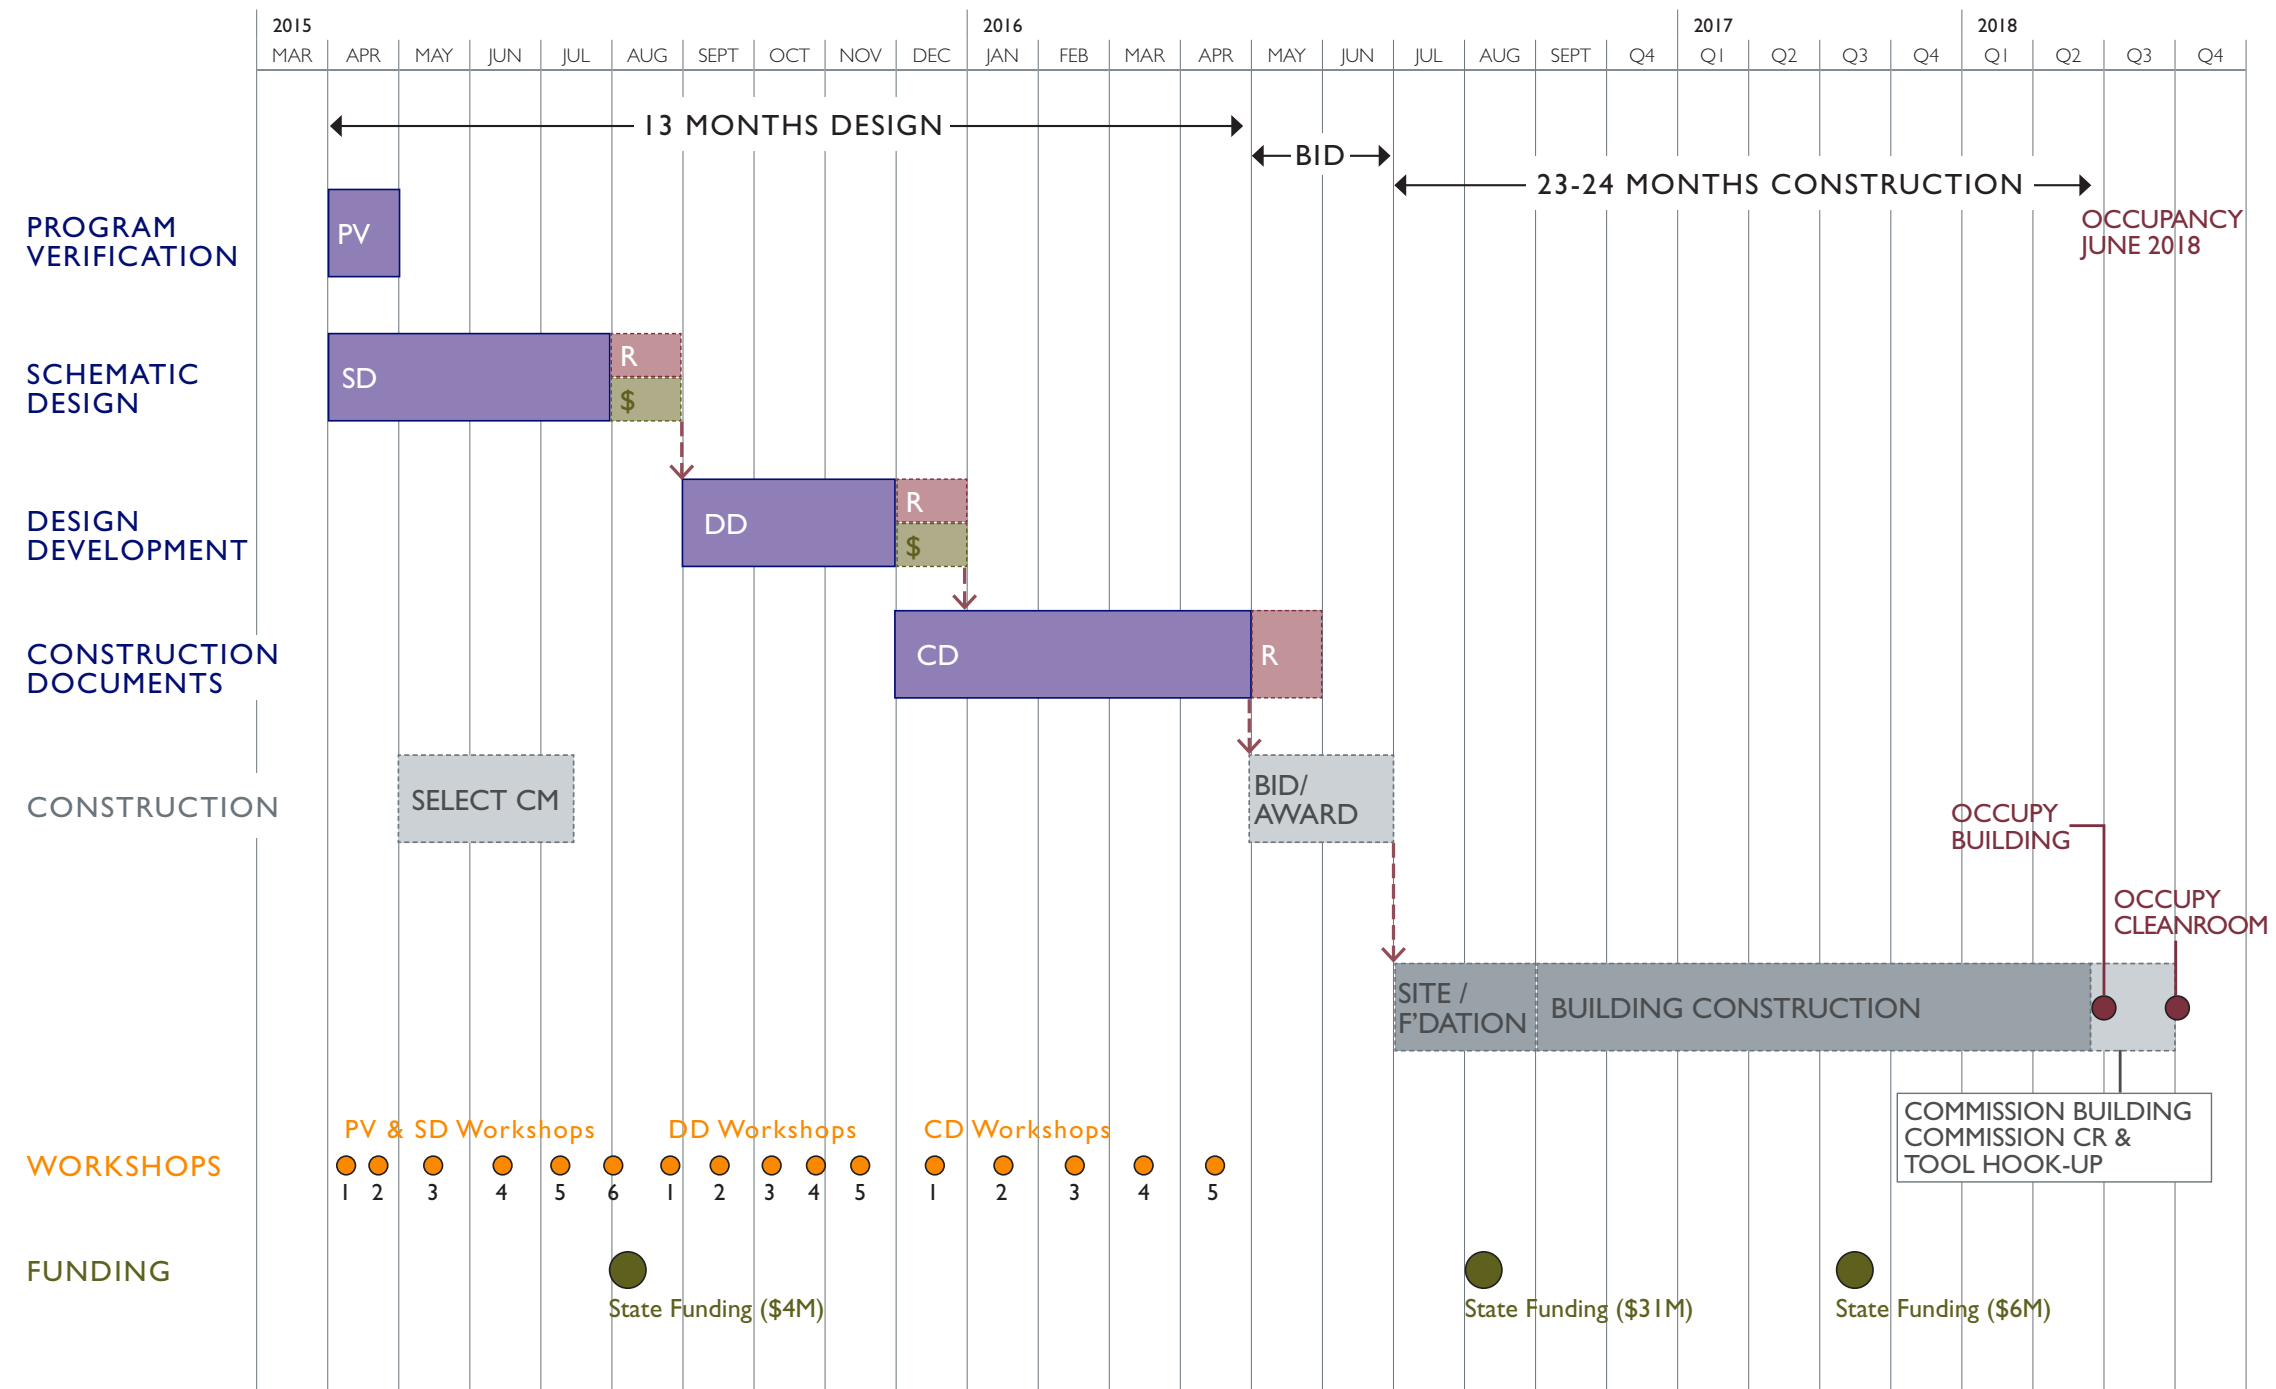 2015 2016 2017 2018
MAR APR MAY JUN JUL AUG SEPT OCT NOV DEC JAN FEB MAR APR MAY JUN JUL AUG SEPT Q4 Q1 Q2 Q3 Q4 Q1 Q2 Q3 Q4
13 MONTHS DESIGN
BID
23-24 MONTHS CONSTRUCTION
OCCUPANCY
JUNE 2018
PROGRAM
VERIFICATION
PV
SCHEMATIC
DESIGN
SD
R
$
DESIGN
DEVELOPMENT
DD
R
$
CONSTRUCTION
DOCUMENTS
CD
R
CONSTRUCTION
SELECT CM
BID/
AWARD
OCCUPY
BUILDING
OCCUPY
CLEANROOM
SITE /
F'DATION
BUILDING CONSTRUCTION
COMMISSION BUILDING
COMMISSION CR &
TOOL HOOK-UP
PV & SD Workshops DD Workshops CD Workshops
WORKSHOPS
1 2 3 4 5 6 1 2 3 4 5 1 2 3 4 5
FUNDING
State Funding ($4M) State Funding ($31M) State Funding ($6M)